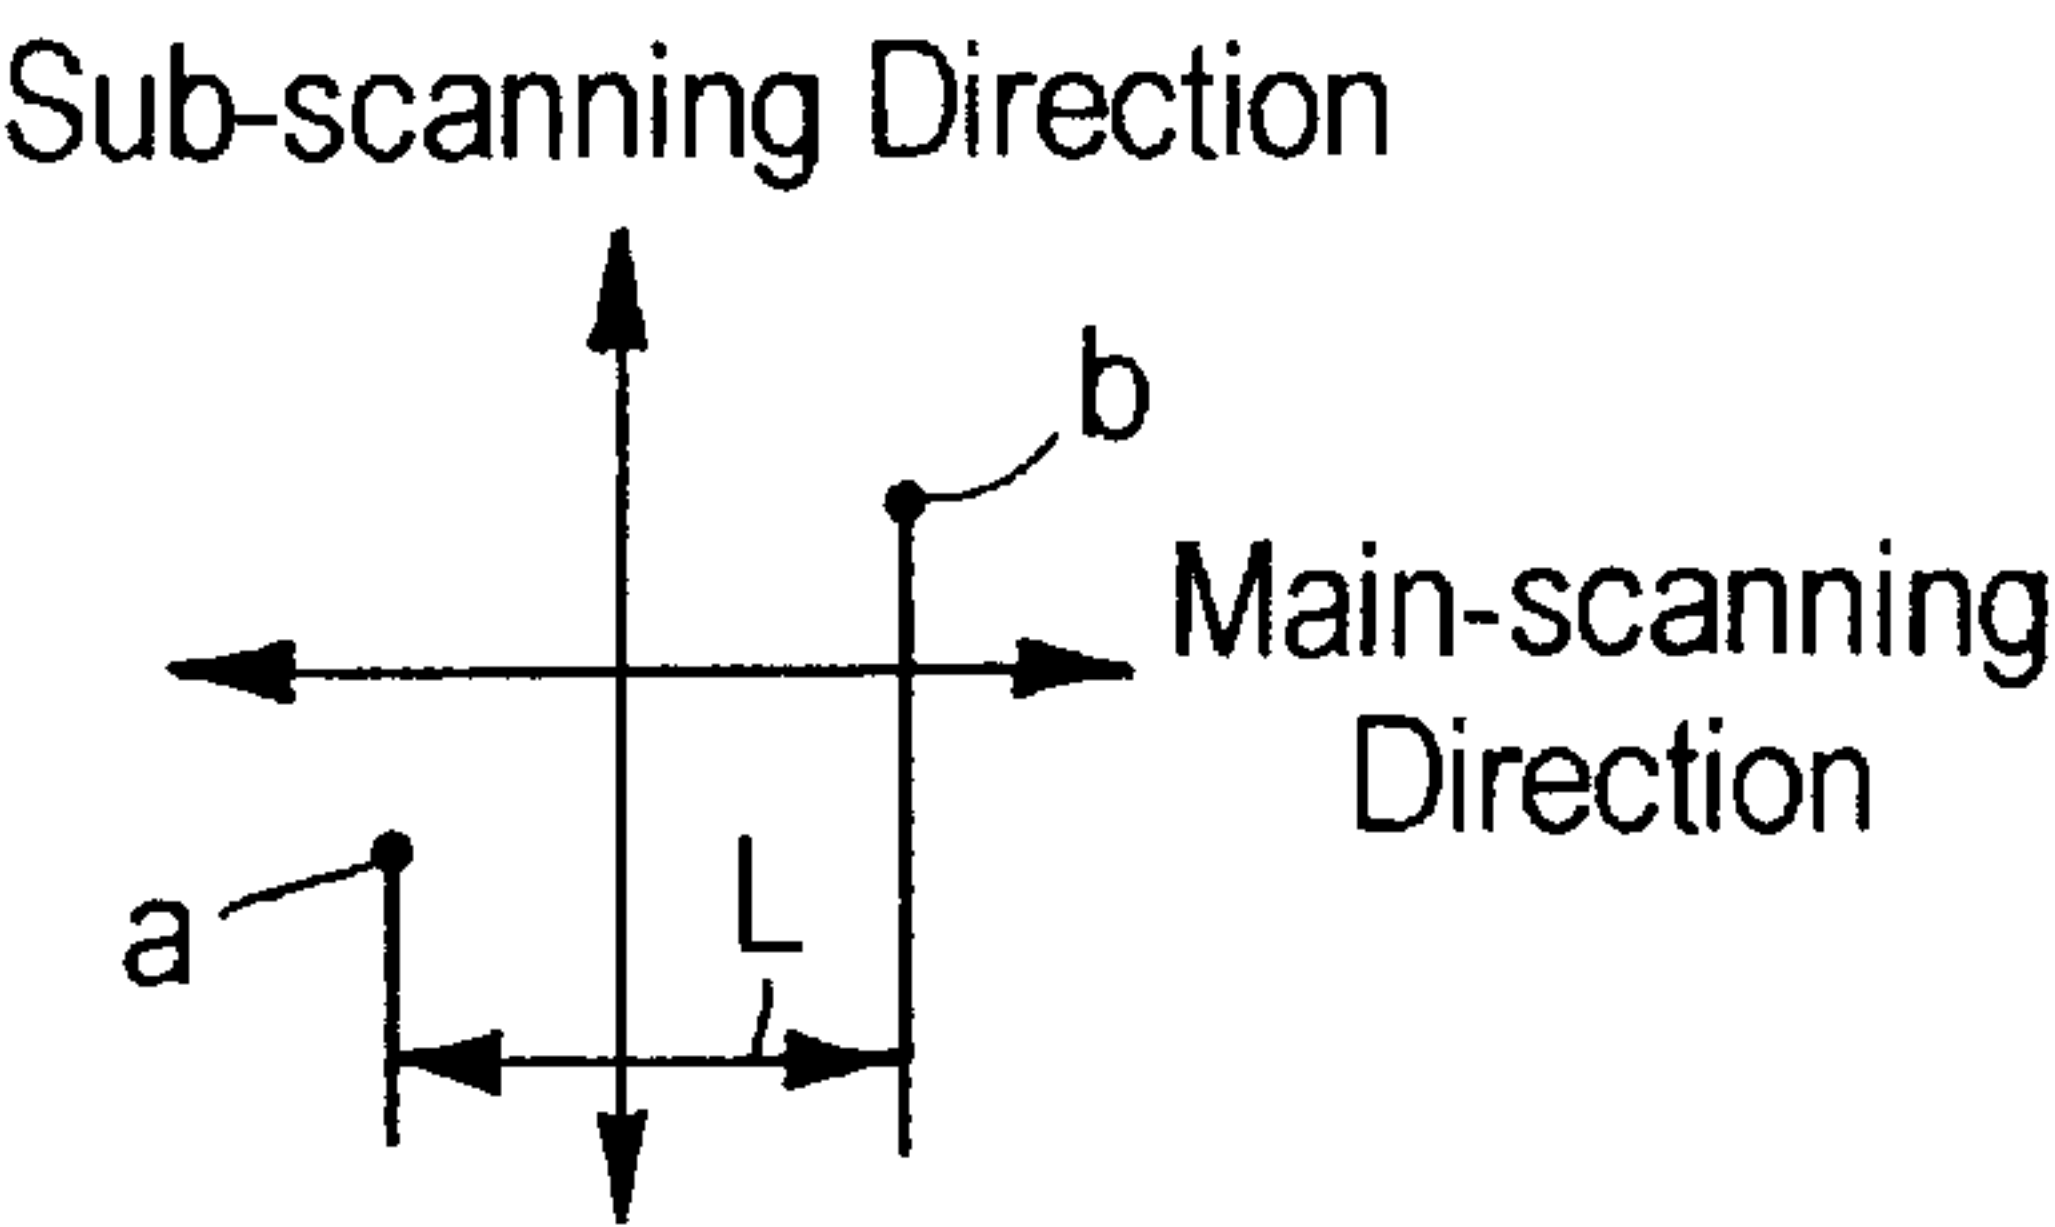 Sub-scanning Direction
b
Main-scanning
Direction
a
L